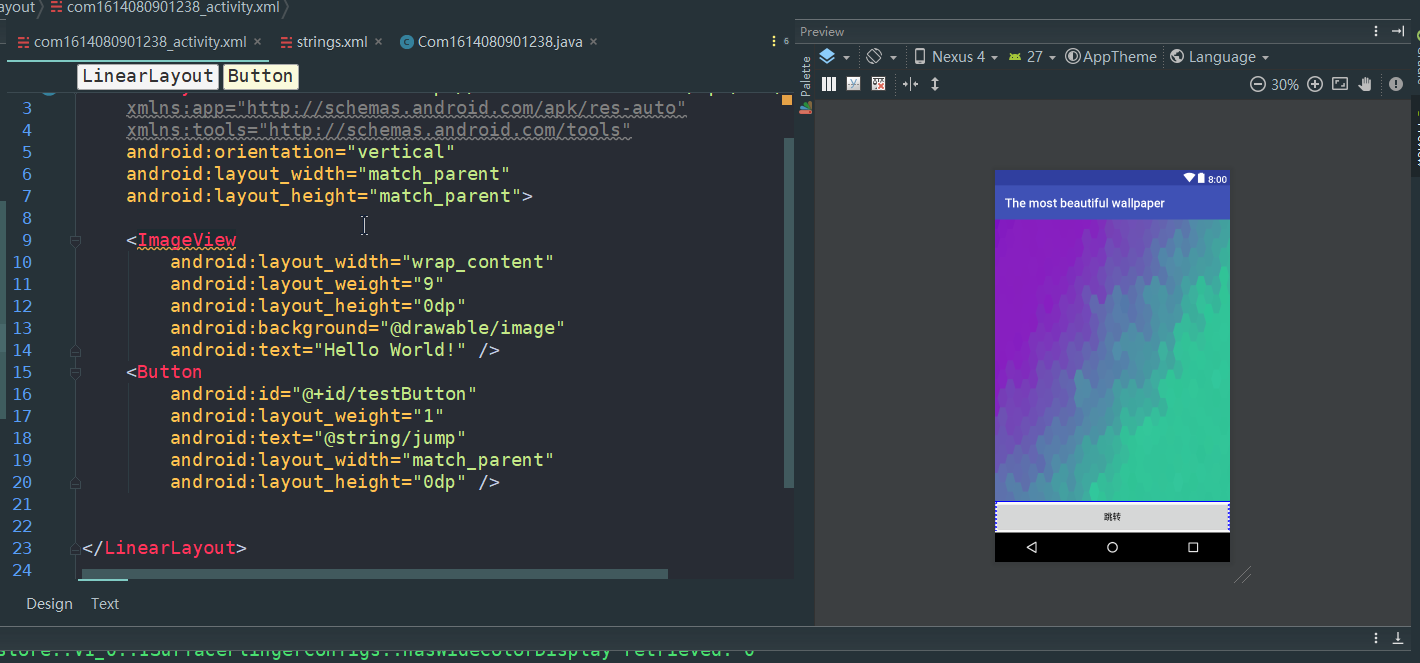 ayout com1614080901238_activity.xml
com1614080901238_activity.xml × strings.xml × Com1614080901238.java × 6
Preview
Palette
Nexus 4 27 AppTheme Language
30%
LinearLayout Button
3 xmlns:app="http://schemas.android.com/apk/res-auto"
4 xmlns:tools="http://schemas.android.com/tools"
5 android:orientation="vertical"
6 android:layout_width="match_parent"
7 android:layout_height="match_parent">
8
9 <ImageView
10 android:layout_width="wrap_content"
11 android:layout_weight="9"
12 android:layout_height="0dp"
13 android:background="@drawable/image"
14 android:text="Hello World!" />
15 <Button
16 android:id="@+id/testButton"
17 android:layout_weight="1"
18 android:text="@string/jump"
19 android:layout_width="match_parent"
20 android:layout_height="0dp" />
21
22
23 </LinearLayout>
24
8:00
The most beautiful wallpaper
跳转
Design Text
store::V1_0::ISurfaceFlingerConfigs::hasWideColorDisplay retrieved: 0